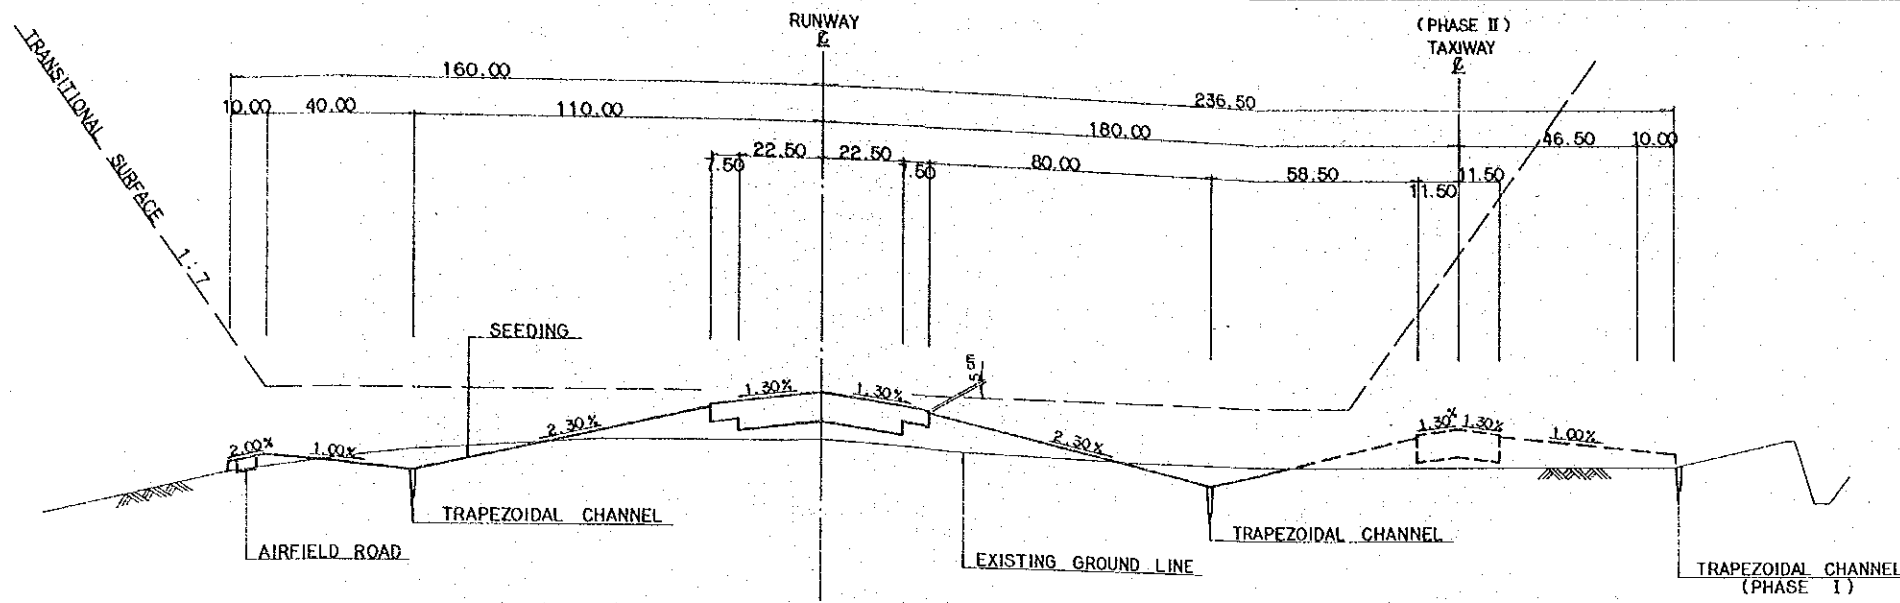 RUNWAY
℄
(PHASE II)
TAXIWAY
℄
TRANSITIONAL SURFACE 1:7
160.00
236.50
10.00 40.00 110.00
180.00
46.50 10.00
7.50 22.50 22.50 7.50 80.00
58.50 11.50 11.50
SEEDING
5 cm
1.30% 1.30%
2.00% 1.00% 2.30%
2.30%
1.30% 1.30% 1.00%
TRAPEZOIDAL CHANNEL
TRAPEZOIDAL CHANNEL
AIRFIELD ROAD
EXISTING GROUND LINE
TRAPEZOIDAL CHANNEL
(PHASE I)